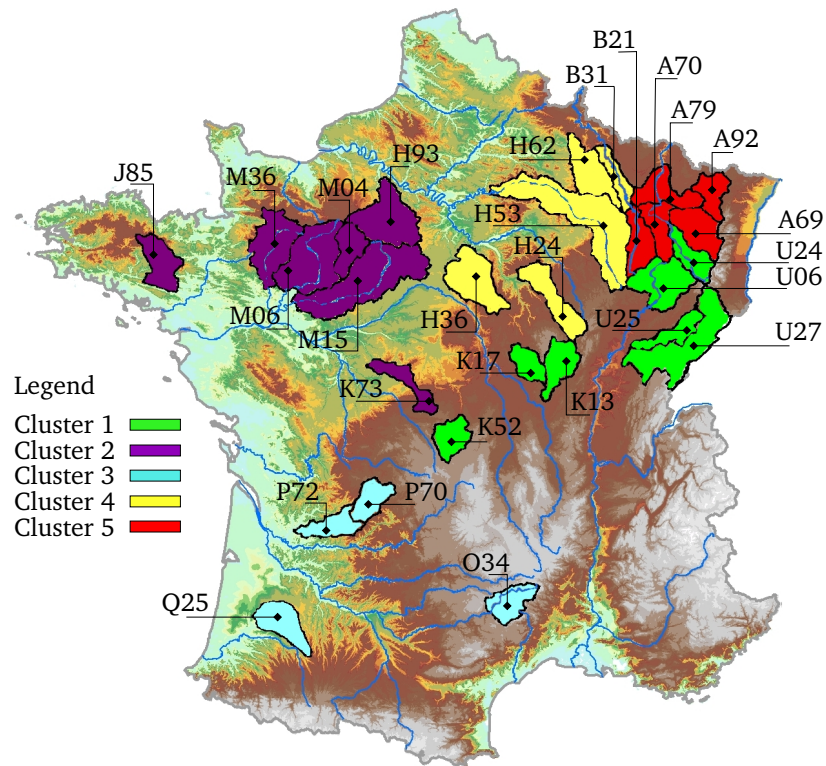 B21
A70
B31
A79
A92
H62
H93
J85
M36
M04
H53
A69
H24
U24
U06
M06
H36
U25
U27
M15
K17
K73
K13
Legend
Cluster 1
K52
Cluster 2
Cluster 3
P72
P70
Cluster 4
Cluster 5
O34
Q25